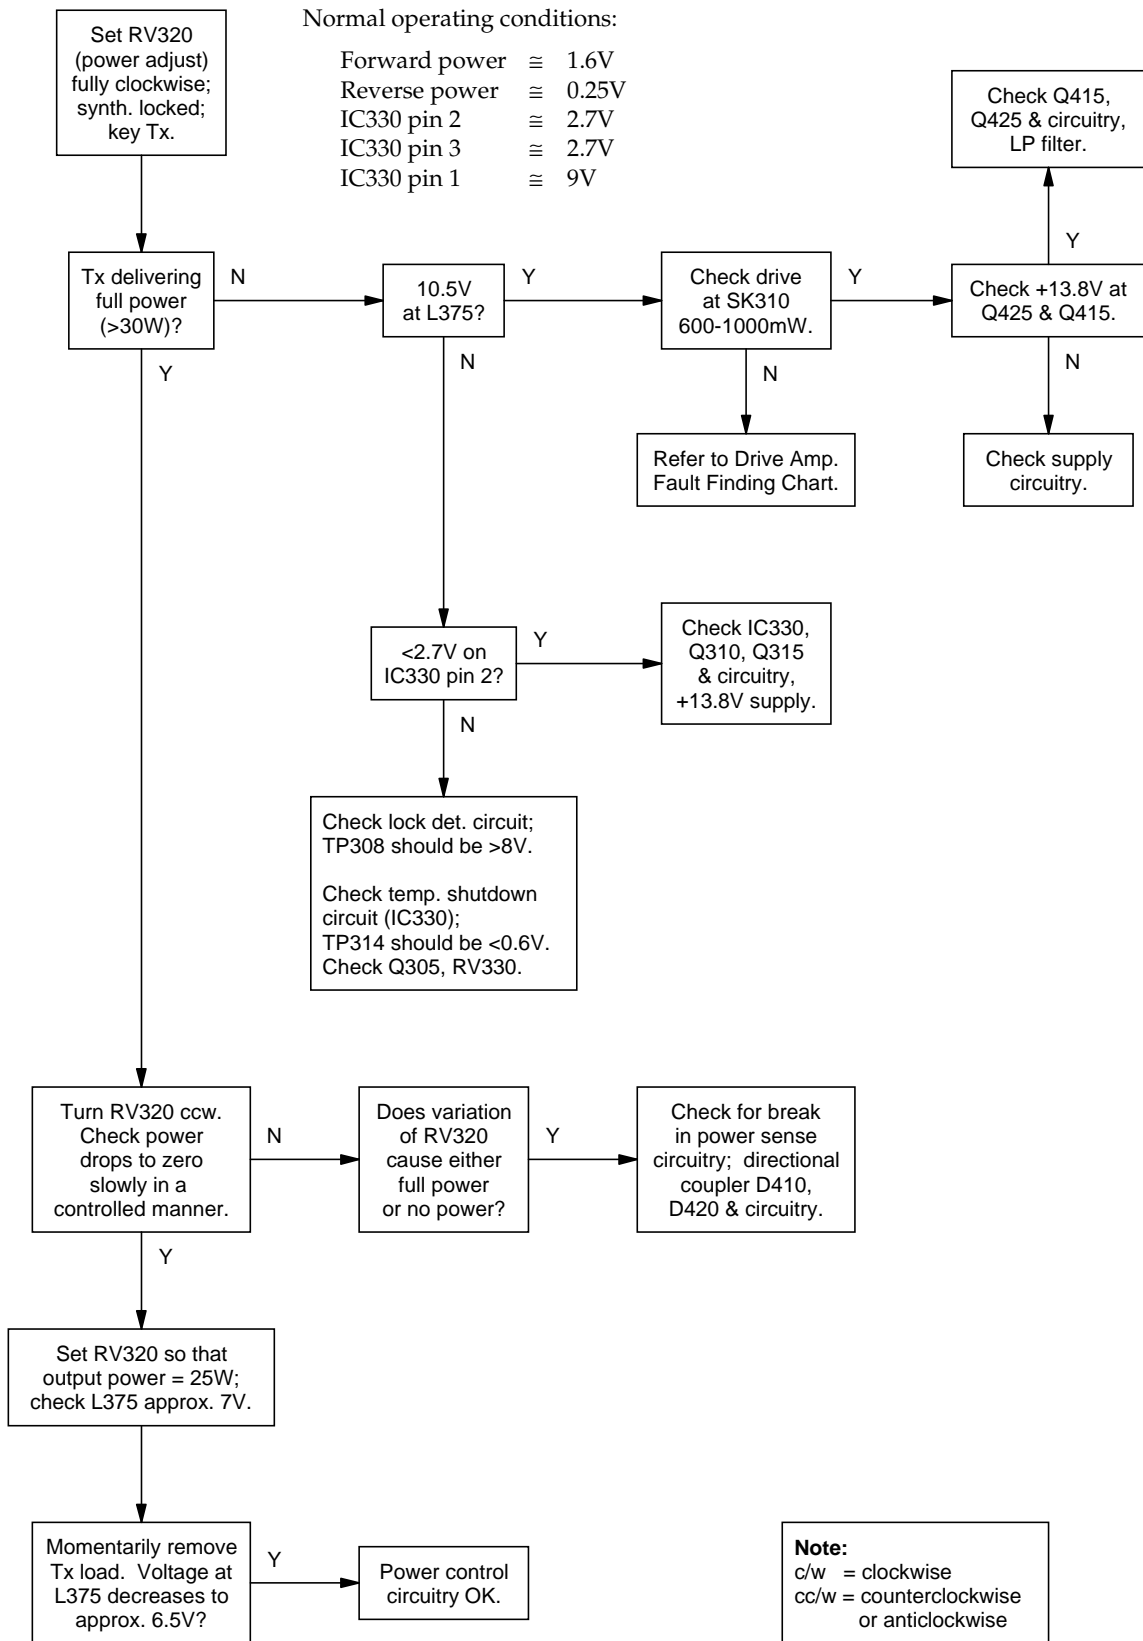 Normal operating conditions:
Forward power ≅ 1.6V
Reverse power ≅ 0.25V
IC330 pin 2 ≅ 2.7V
IC330 pin 3 ≅ 2.7V
IC330 pin 1 ≅ 9V
Set RV320
(power adjust)
fully clockwise;
synth. locked;
key Tx.
Check Q415,
Q425 & circuitry,
LP filter.
Y
Tx delivering
full power
(>30W)?
N
10.5V
at L375?
Y
Check drive
at SK310
600-1000mW.
Y
Check +13.8V at
Q425 & Q415.
Y
N
N
N
Refer to Drive Amp.
Fault Finding Chart.
Check supply
circuitry.
<2.7V on
IC330 pin 2?
Y
Check IC330,
Q310, Q315
& circuitry,
+13.8V supply.
N
Check lock det. circuit;
TP308 should be >8V.
Check temp. shutdown
circuit (IC330);
TP314 should be <0.6V.
Check Q305, RV330.
Turn RV320 ccw.
Check power
drops to zero
slowly in a
controlled manner.
N
Does variation
of RV320
cause either
full power
or no power?
Y
Check for break
in power sense
circuitry; directional
coupler D410,
D420 & circuitry.
Y
Set RV320 so that
output power = 25W;
check L375 approx. 7V.
Momentarily remove
Tx load. Voltage at
L375 decreases to
approx. 6.5V?
Y
Power control
circuitry OK.
Note:
c/w = clockwise
cc/w = counterclockwise
or anticlockwise